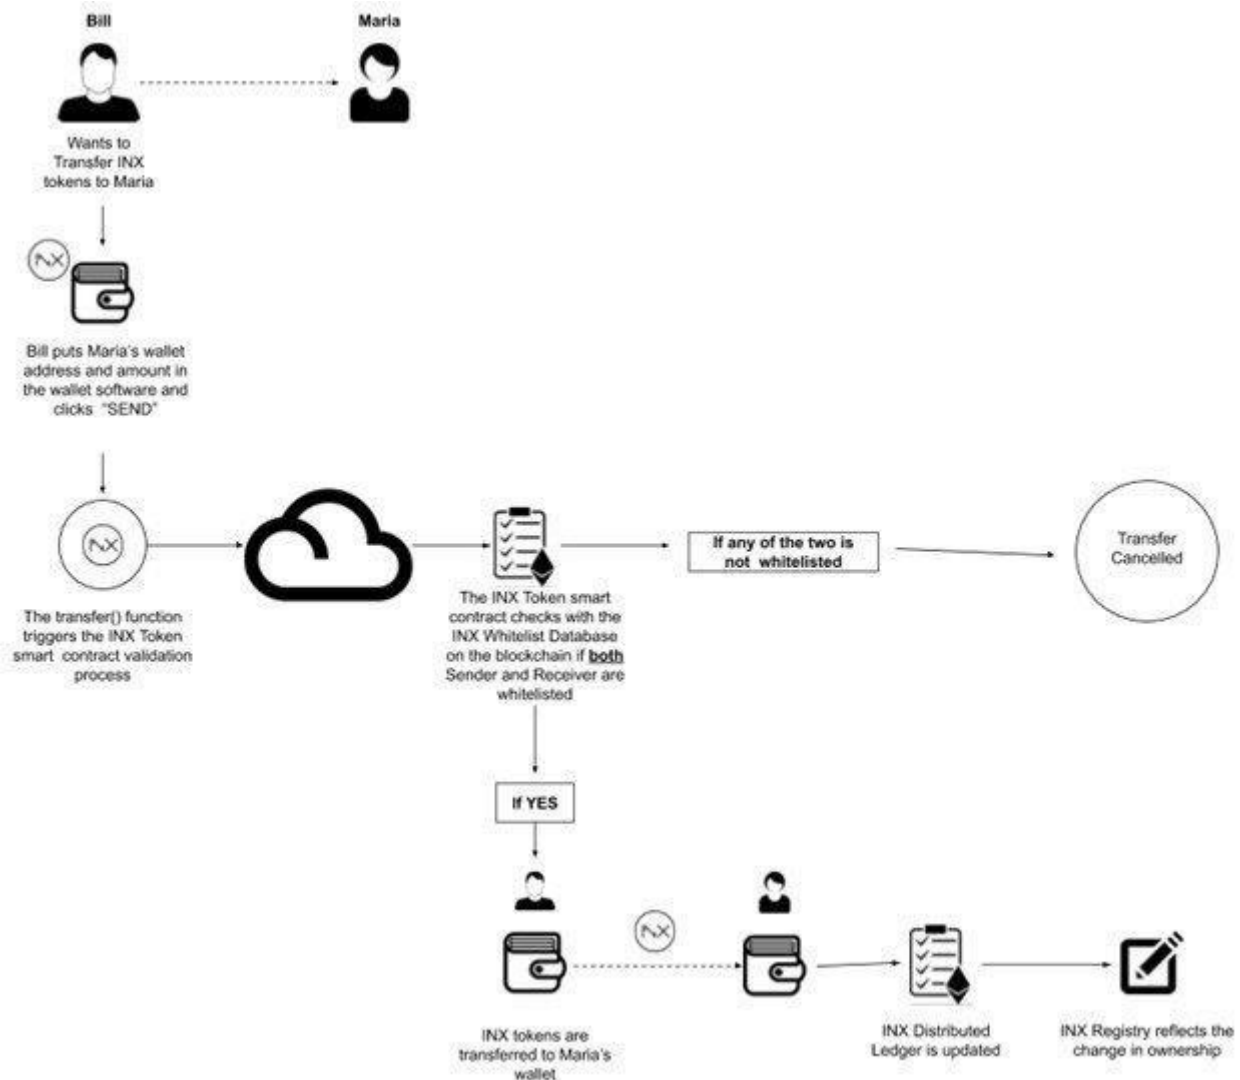 Bill
Maria
Wants to
Transfer INX
tokens to Maria
NX
Bill puts Maria's wallet
address and amount in
the wallet software and
clicks "SEND"
NX
The transfer() function
triggers the INX Token
smart contract validation
process
The INX Token smart
contract checks with the
INX Whitelist Database
on the blockchain if both
Sender and Receiver are
whitelisted
If any of the two is
not whitelisted
Transfer
Cancelled
If YES
NX
INX tokens are
transferred to Maria's
wallet
INX Distributed
Ledger is updated
INX Registry reflects the
change in ownership